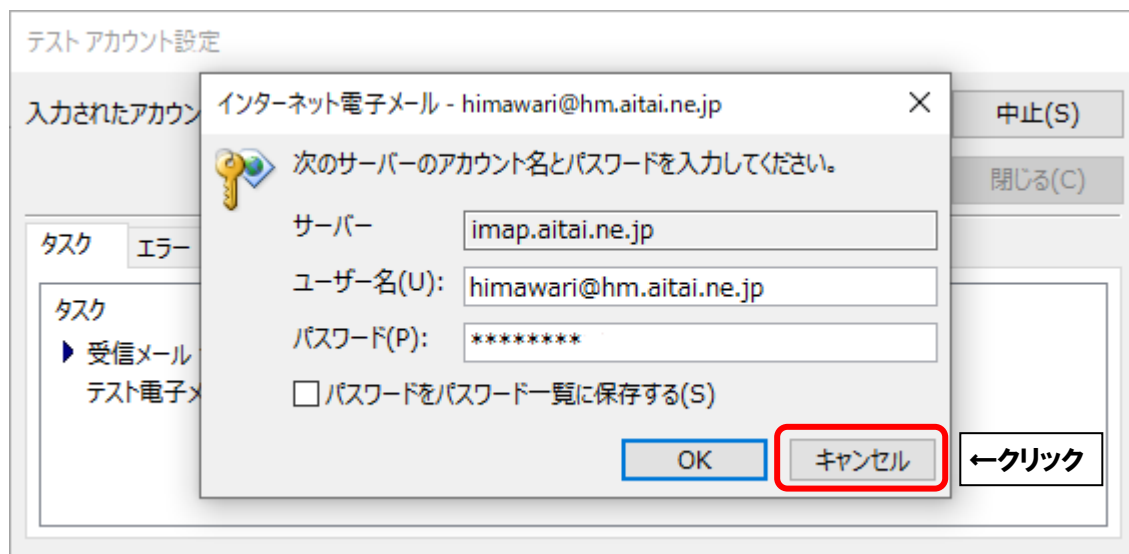 テスト アカウント設定
入力されたアカウン
中止(S)
閉じる(C)
タスク
エラー
タスク
受信メール
テスト電子メ
インターネット電子メール - himawari@hm.aitai.ne.jp
次のサーバーのアカウント名とパスワードを入力してください。
サーバー
imap.aitai.ne.jp
ユーザー名(U):
himawari@hm.aitai.ne.jp
パスワード(P):
********
パスワードをパスワード一覧に保存する(S)
OK
キャンセル
←クリック